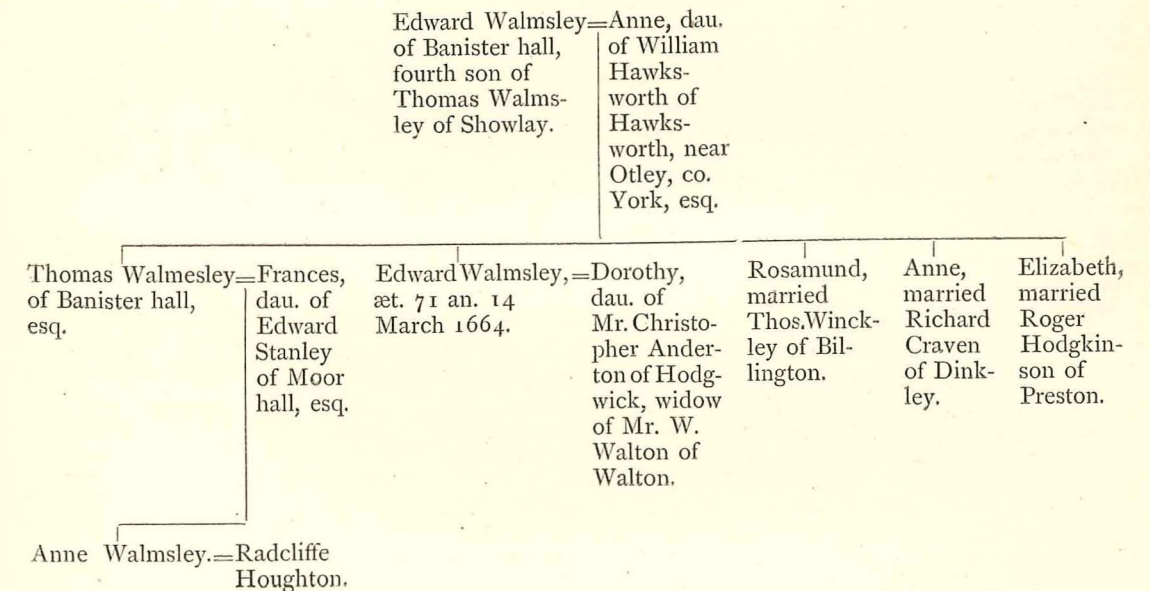 Edward Walmsley=Anne, dau.
of Banister hall,
fourth son of
Thomas Walms-
ley of Showlay.
of William
Hawks-
worth of
Hawks-
worth, near
Otley, co.
York, esq.
Thomas Walmesley=Frances,
of Banister hall,
esq.
dau. of
Edward
Stanley
of Moor
hall, esq.
Edward Walmsley,=Dorothy,
æt. 71 an. 14
March 1664.
dau. of
Mr. Christo-
pher Ander-
ton of Hodg-
wick, widow
of Mr. W.
Walton of
Walton.
Rosamund,
married
Thos. Winck-
ley of Bil-
lington.
Anne,
married
Richard
Craven
of Dink-
ley.
Elizabeth,
married
Roger
Hodgkin-
son of
Preston.
Anne Walmsley.=Radcliffe
Houghton.